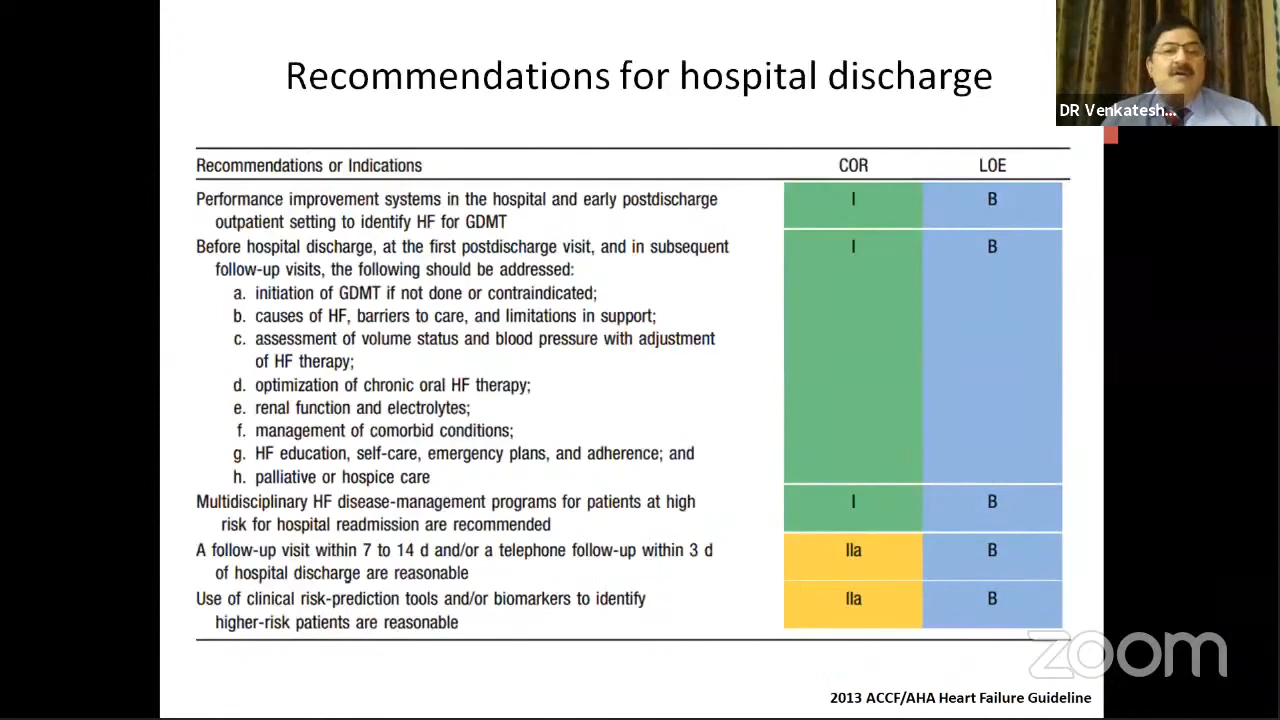 Recommendations for hospital discharge
DR Venkatesh...
Recommendations or Indications COR LOE
Performance improvement systems in the hospital and early postdischarge I B
outpatient setting to identify HF for GDMT
Before hospital discharge, at the first postdischarge visit, and in subsequent I B
follow-up visits, the following should be addressed:
a. initiation of GDMT if not done or contraindicated;
b. causes of HF, barriers to care, and limitations in support;
c. assessment of volume status and blood pressure with adjustment
of HF therapy;
d. optimization of chronic oral HF therapy;
e. renal function and electrolytes;
f. management of comorbid conditions;
g. HF education, self-care, emergency plans, and adherence; and
h. palliative or hospice care
Multidisciplinary HF disease-management programs for patients at high I B
risk for hospital readmission are recommended
A follow-up visit within 7 to 14 d and/or a telephone follow-up within 3 d IIa B
of hospital discharge are reasonable
Use of clinical risk-prediction tools and/or biomarkers to identify IIa B
higher-risk patients are reasonable
zoom
2013 ACCF/AHA Heart Failure Guideline